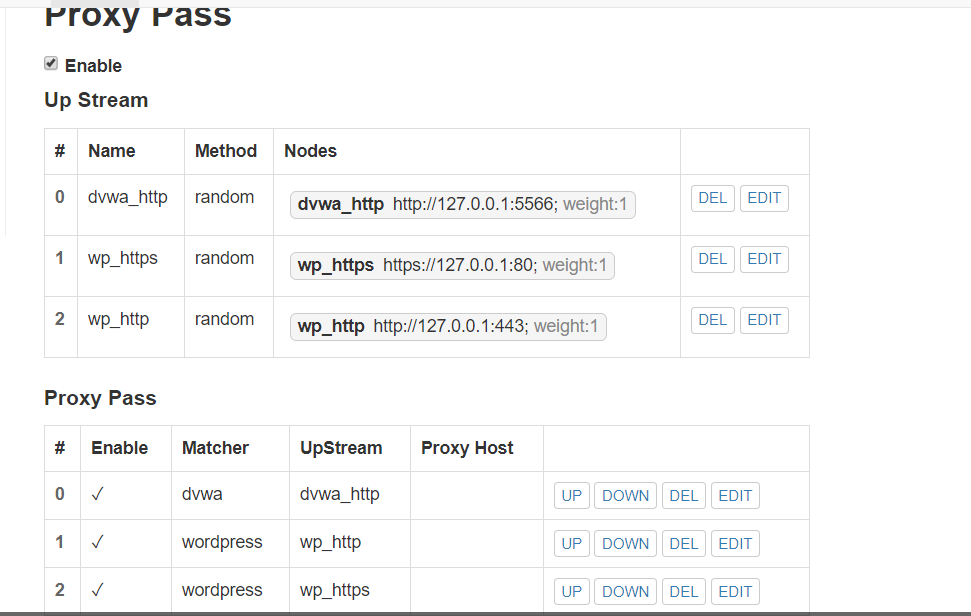 Proxy Pass
Enable
Up Stream
# Name Method Nodes
0 dvwa_http random dvwa_http http://127.0.0.1:5566; weight:1 DEL EDIT
1 wp_https random wp_https https://127.0.0.1:80; weight:1 DEL EDIT
2 wp_http random wp_http http://127.0.0.1:443; weight:1 DEL EDIT
Proxy Pass
# Enable Matcher UpStream Proxy Host
0 ✓ dvwa dvwa_http UP DOWN DEL EDIT
1 ✓ wordpress wp_http UP DOWN DEL EDIT
2 ✓ wordpress wp_https UP DOWN DEL EDIT